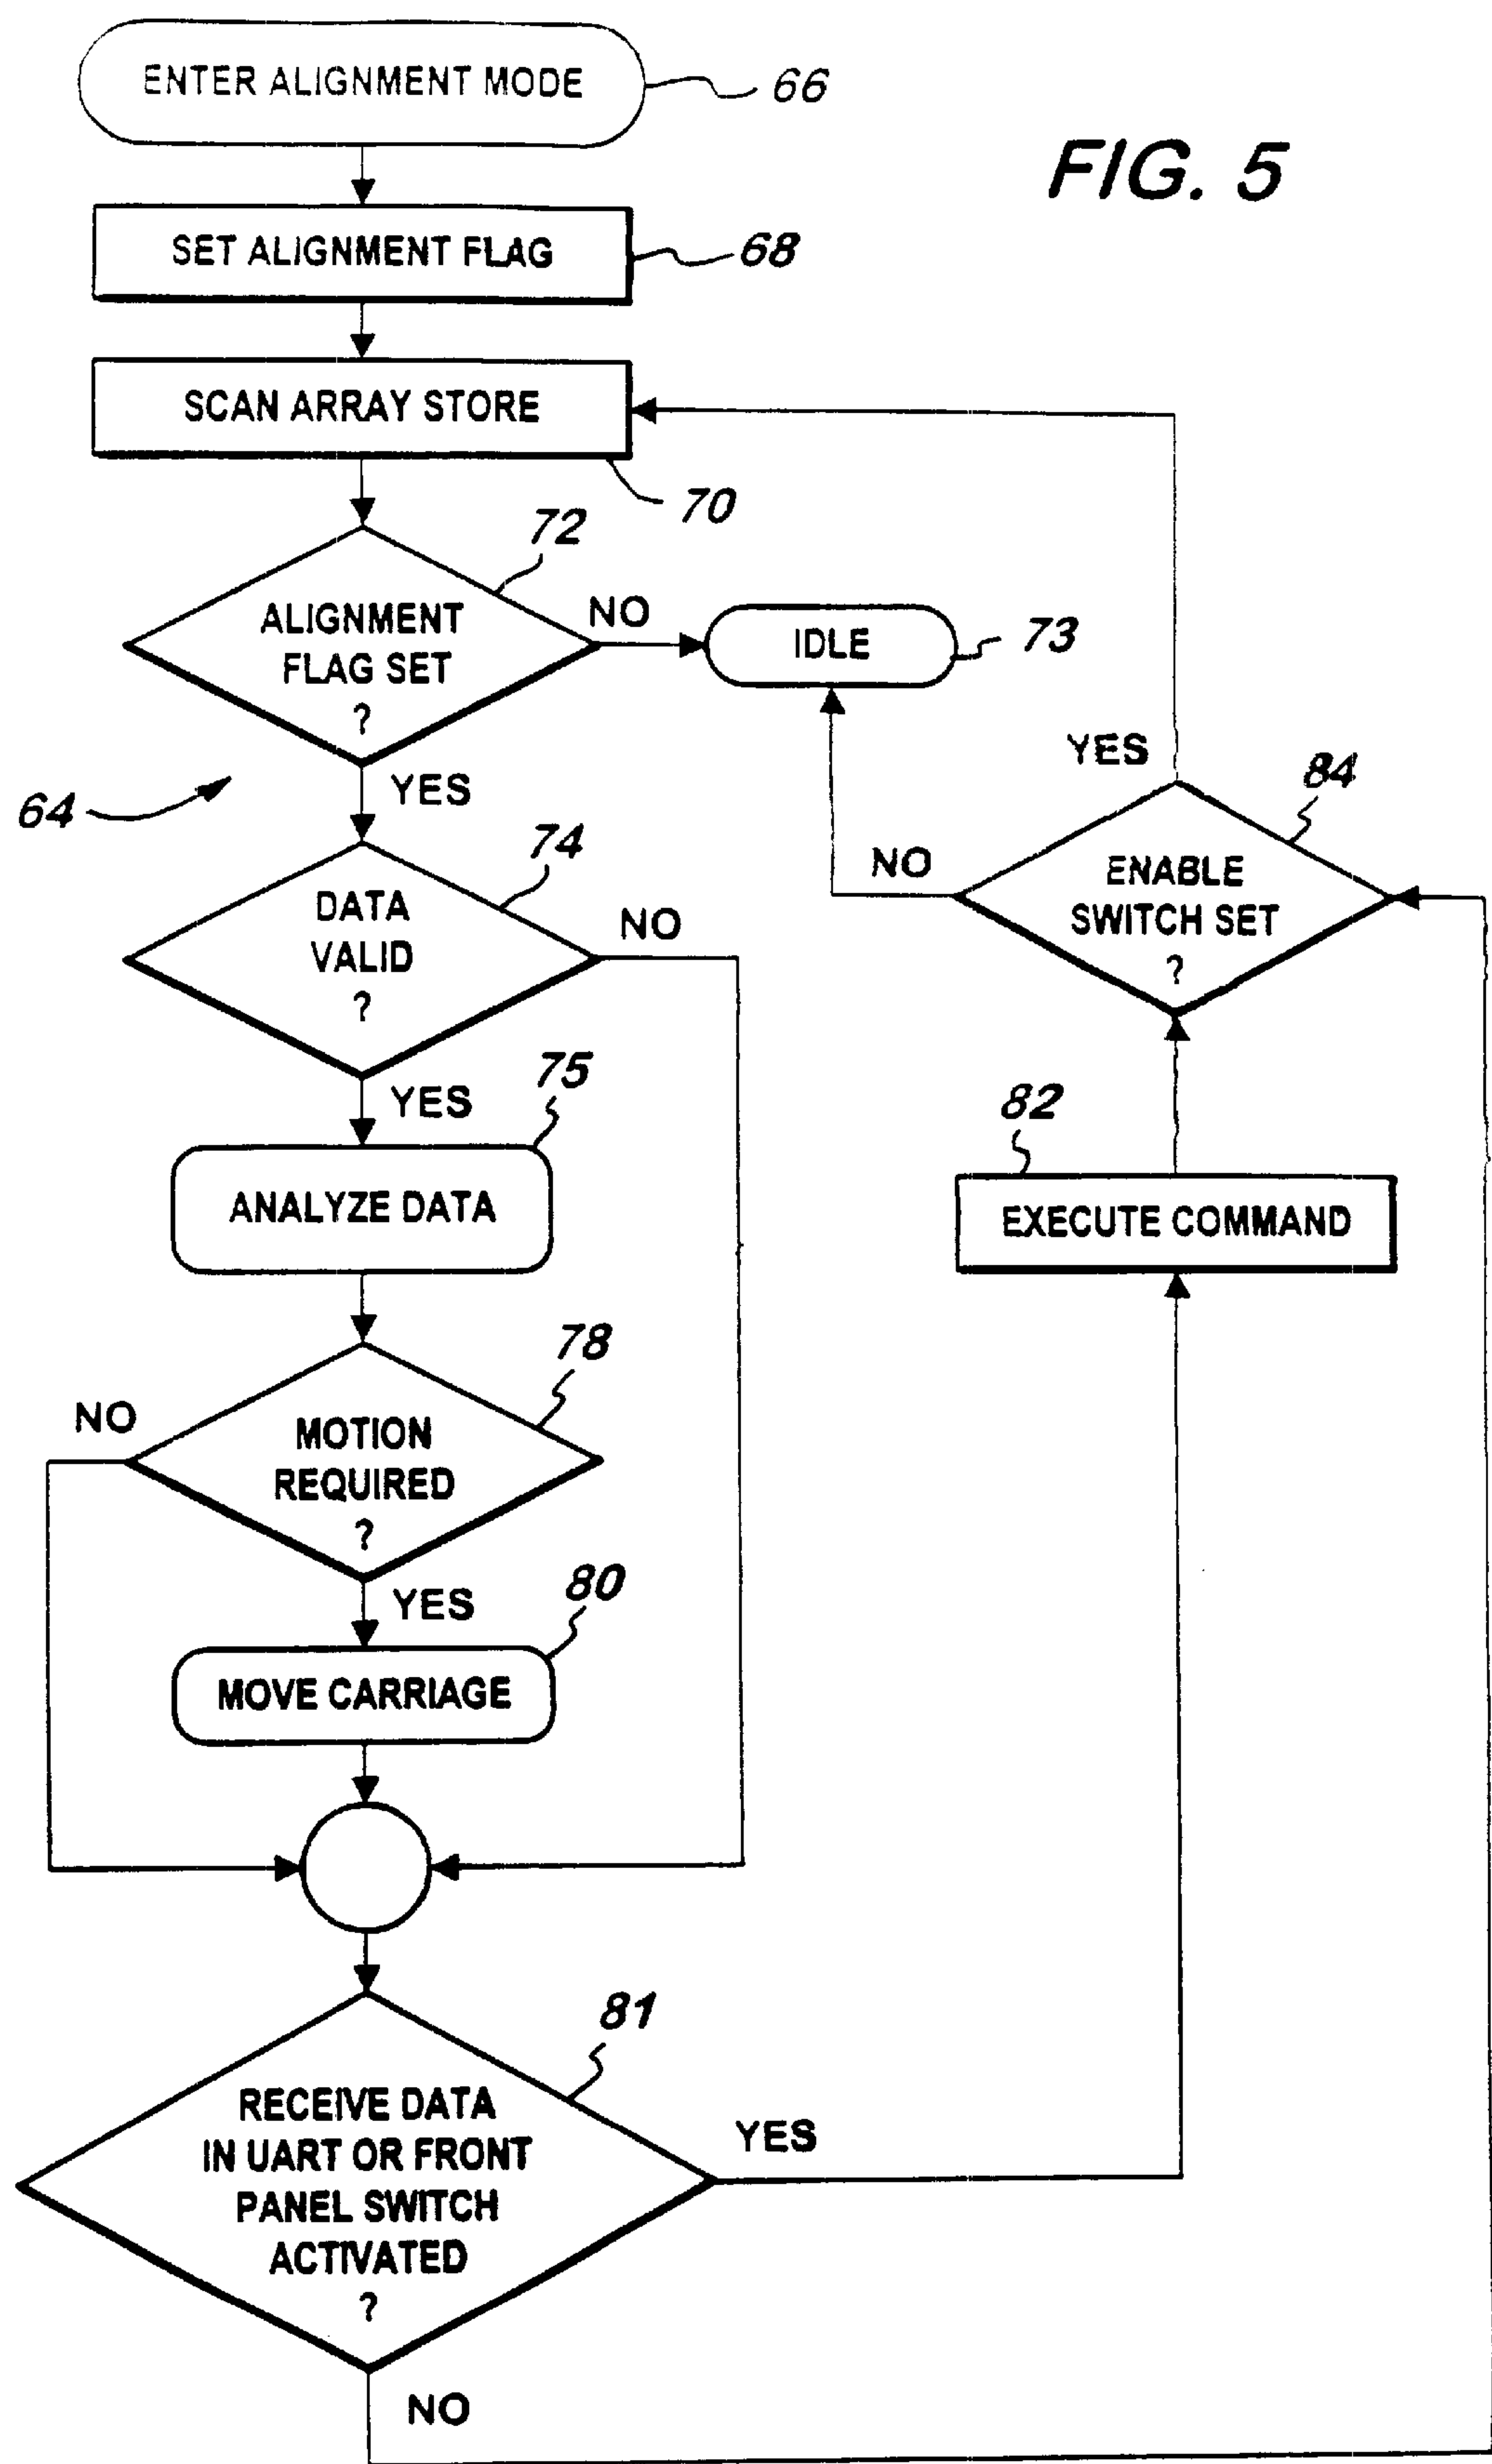 ENTER ALIGNMENT MODE
66
FIG. 5
SET ALIGNMENT FLAG
68
SCAN ARRAY STORE
70
72
ALIGNMENT
FLAG SET
?
NO
IDLE
73
YES
64
74
DATA
VALID
?
NO
YES
84
ENABLE
SWITCH SET
?
NO
YES
75
ANALYZE DATA
82
EXECUTE COMMAND
78
MOTION
REQUIRED
?
NO
YES
80
MOVE CARRIAGE
81
RECEIVE DATA
IN UART OR FRONT
PANEL SWITCH
ACTIVATED
?
YES
NO